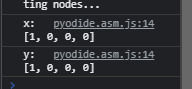 ting nodes...
x: pyodide.asm.js:14
[1, 0, 0, 0]
y: pyodide.asm.js:14
[1, 0, 0, 0]
>